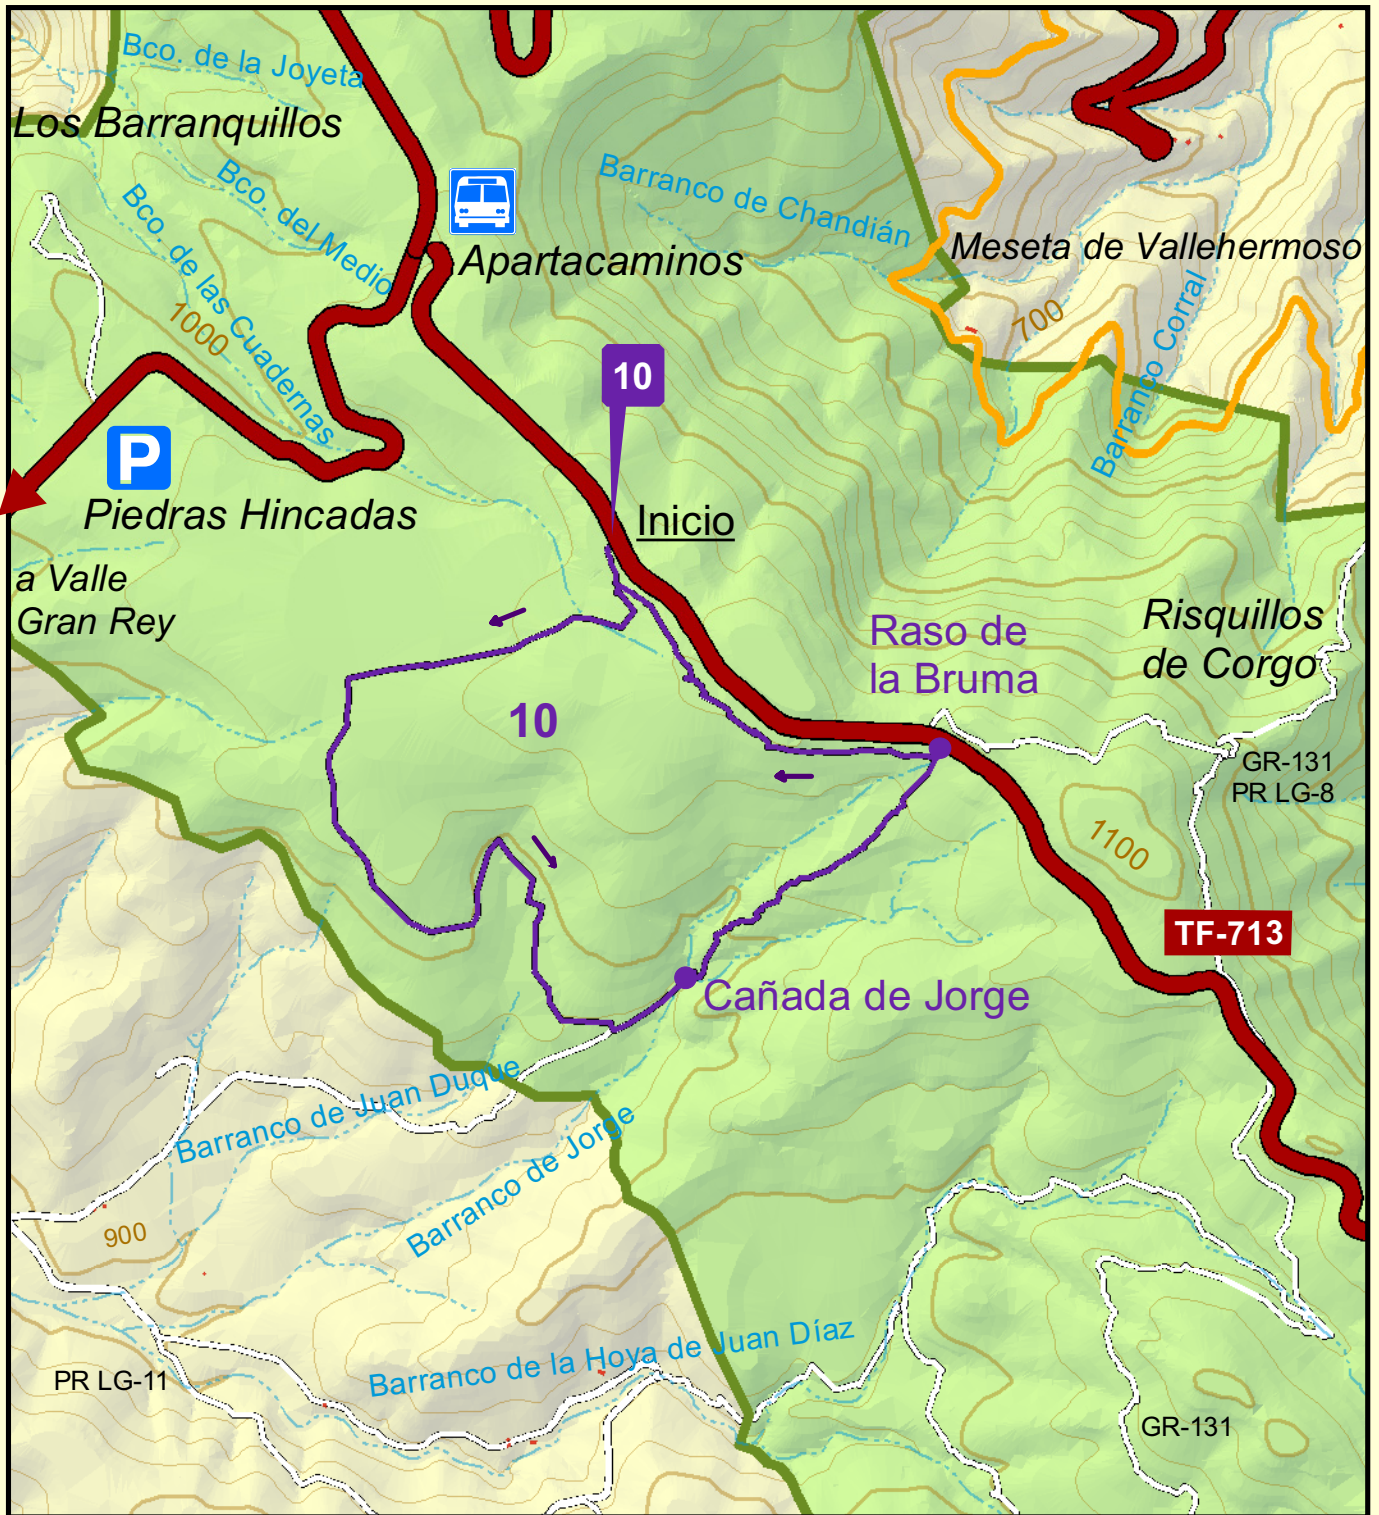 Bco. de la Joyeta
Los Barranquillos
Bco. del Medio
Bco. de las Cuadernas
1000
Barranco de Chandián
Apartacaminos
Meseta de Vallehermoso
700
Barranco Corral
10
P
Piedras Hincadas
Inicio
a Valle
Gran Rey
Raso de
la Bruma
Risquillos
de Corgo
10
GR-131
PR LG-8
1100
TF-713
Cañada de Jorge
Barranco de Juan Duque
Barranco de Jorge
900
Barranco de la Hoya de Juan Díaz
PR LG-11
GR-131